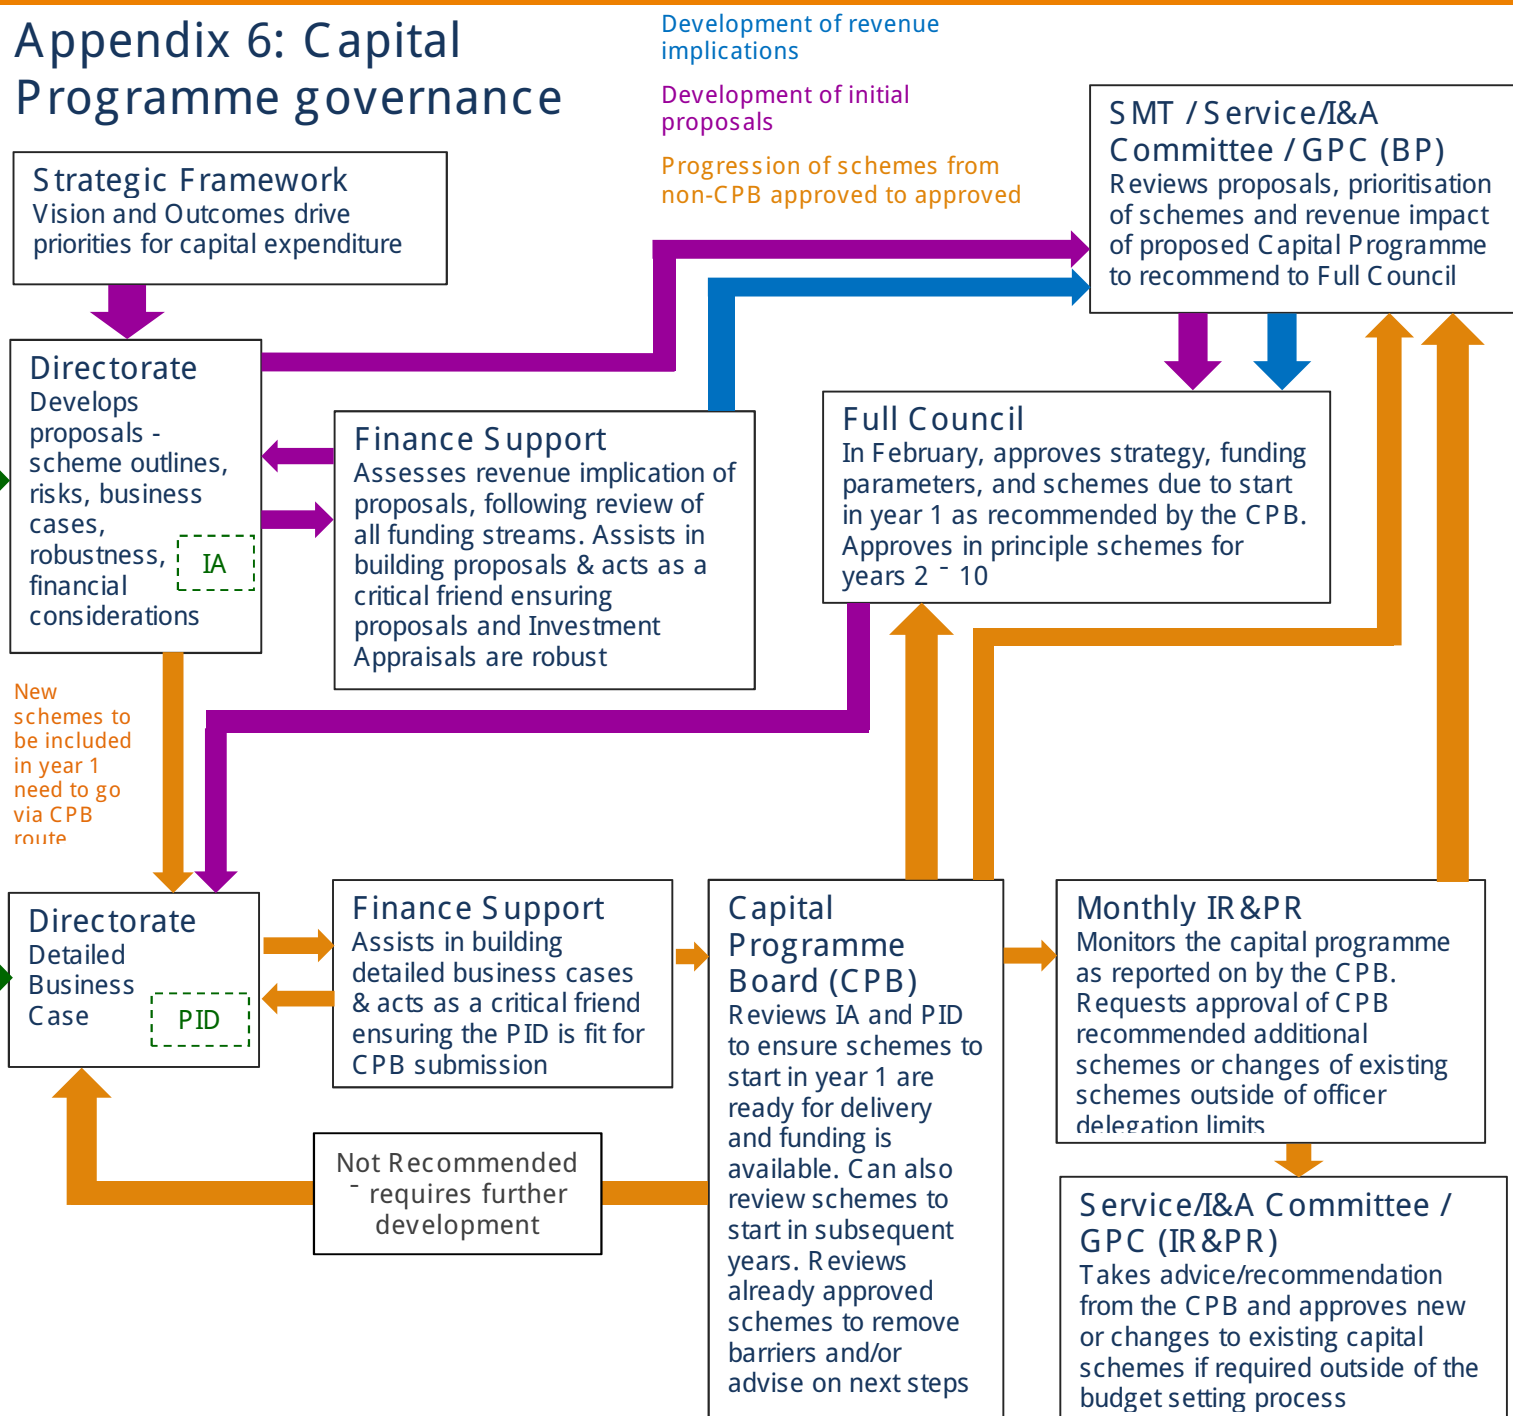 Appendix 6: Capital
Programme governance
Development of revenue
implications
Development of initial
proposals
Progression of schemes from
non-CPB approved to approved
SMT / Service/I&A
Committee / GPC (BP)
Reviews proposals, prioritisation
of schemes and revenue impact
of proposed Capital Programme
to recommend to Full Council
Strategic Framework
Vision and Outcomes drive
priorities for capital expenditure
Directorate
Develops
proposals -
scheme outlines,
risks, business
cases,
robustness,
financial
considerations
IA
Finance Support
Assesses revenue implication of
proposals, following review of
all funding streams. Assists in
building proposals & acts as a
critical friend ensuring
proposals and Investment
Appraisals are robust
Full Council
In February, approves strategy, funding
parameters, and schemes due to start
in year 1 as recommended by the CPB.
Approves in principle schemes for
years 2 – 10
New
schemes to
be included
in year 1
need to go
via CPB
route
Directorate
Detailed
Business
Case
PID
Finance Support
Assists in building
detailed business cases
& acts as a critical friend
ensuring the PID is fit for
CPB submission
Capital
Programme
Board (CPB)
Reviews IA and PID
to ensure schemes to
start in year 1 are
ready for delivery
and funding is
available. Can also
review schemes to
start in subsequent
years. Reviews
already approved
schemes to remove
barriers and/or
advise on next steps
Monthly IR&PR
Monitors the capital programme
as reported on by the CPB.
Requests approval of CPB
recommended additional
schemes or changes of existing
schemes outside of officer
delegation limits
Not Recommended
– requires further
development
Service/I&A Committee /
GPC (IR&PR)
Takes advice/recommendation
from the CPB and approves new
or changes to existing capital
schemes if required outside of the
budget setting process